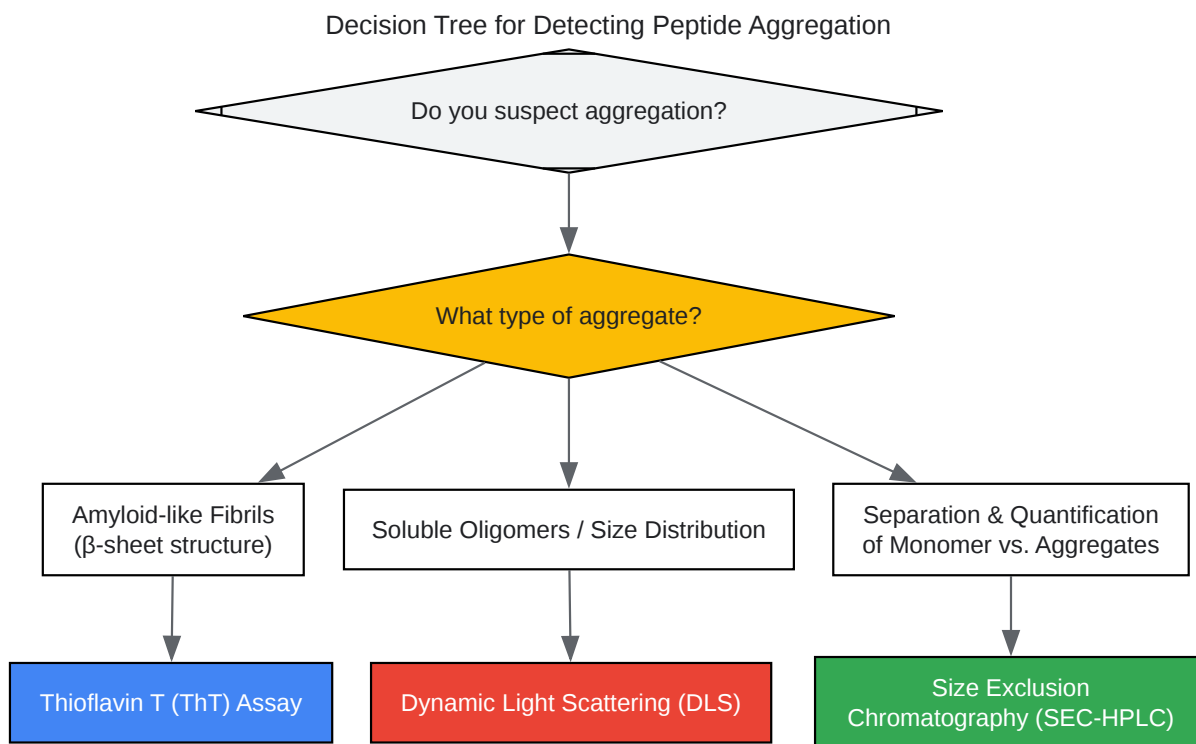 Decision Tree for Detecting Peptide Aggregation
Do you suspect aggregation?
What type of aggregate?
Amyloid-like Fibrils
(β-sheet structure)
Soluble Oligomers / Size Distribution
Separation & Quantification
of Monomer vs. Aggregates
Thioflavin T (ThT) Assay
Dynamic Light Scattering (DLS)
Size Exclusion
Chromatography (SEC-HPLC)